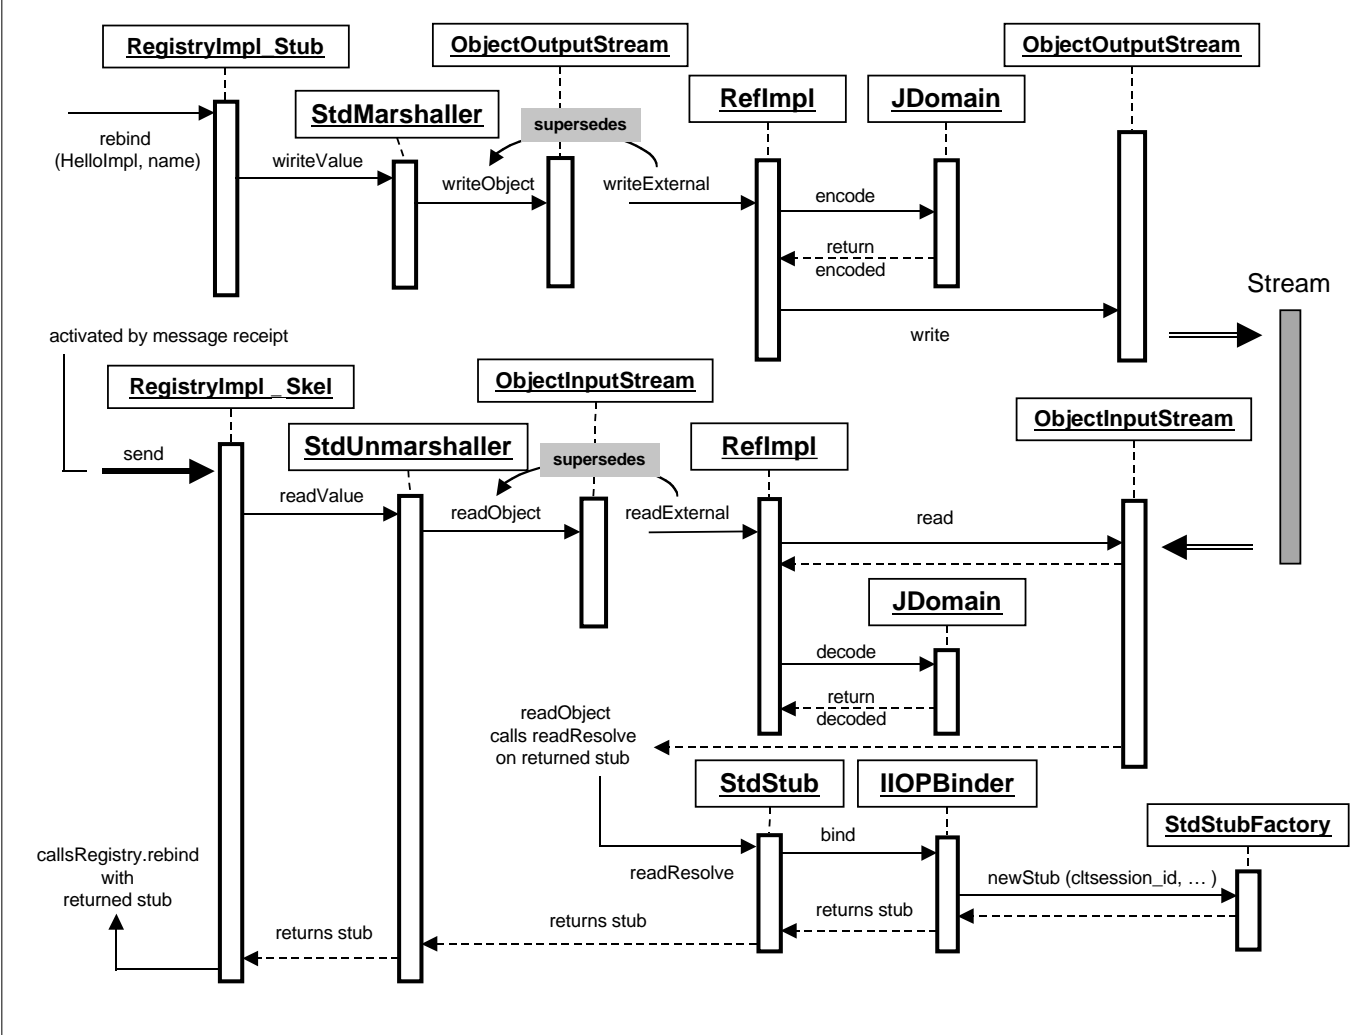 RegistryImpl_Stub
ObjectOutputStream
ObjectOutputStream
StdMarshaller
RefImpl
JDomain
supersedes
rebind
(HelloImpl, name)
wiriteValue
writeObject
writeExternal
encode
return
encoded
write
Stream
activated by message receipt
RegistryImpl_Skel
ObjectInputStream
ObjectInputStream
StdUnmarshaller
RefImpl
send
supersedes
readValue
readObject
readExternal
read
JDomain
decode
return
decoded
readObject
calls readResolve
on returned stub
StdStub
IIOPBinder
StdStubFactory
bind
readResolve
newStub (cltsession_id, … )
callsRegistry.rebind
with
returned stub
returns stub
returns stub
returns stub